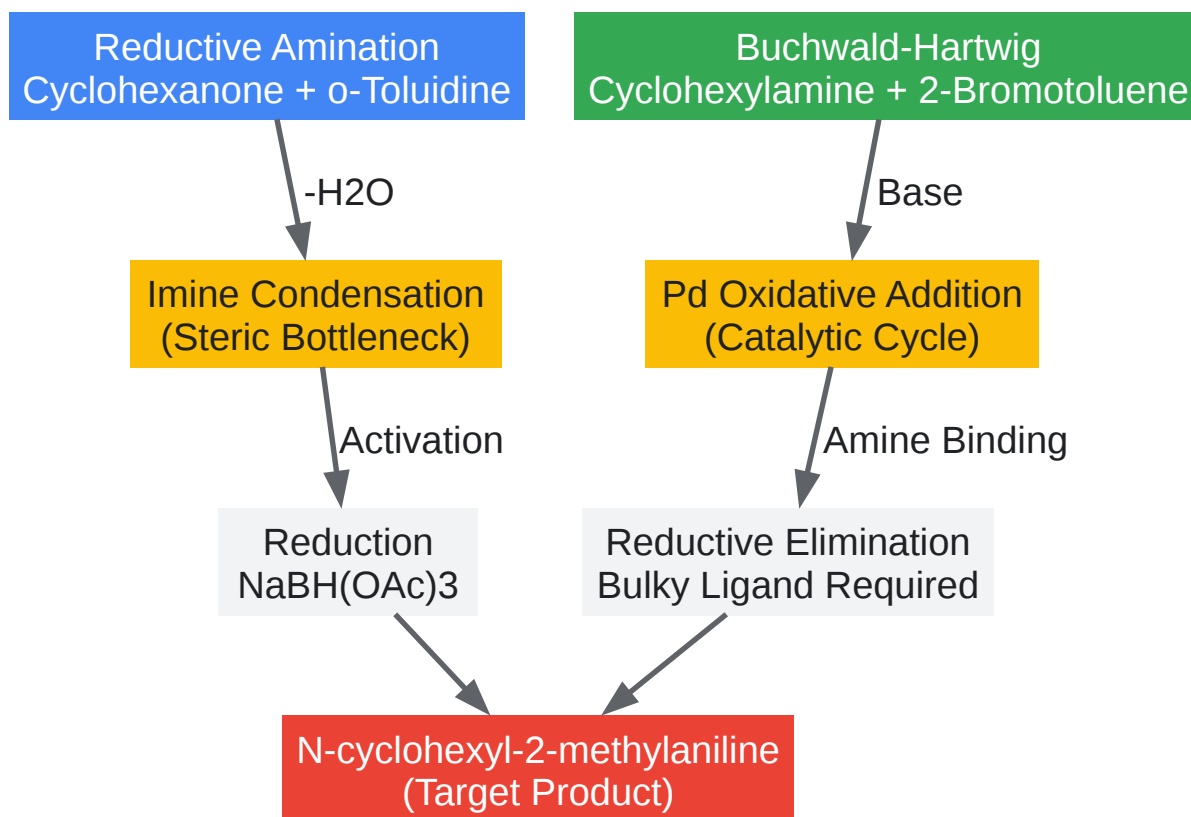 Reductive Amination
Cyclohexanone + o-Toluidine
Buchwald-Hartwig
Cyclohexylamine + 2-Bromotoluene
-H2O
Base
Imine Condensation
(Steric Bottleneck)
Pd Oxidative Addition
(Catalytic Cycle)
Activation
Amine Binding
Reduction
NaBH(OAc)3
Reductive Elimination
Bulky Ligand Required
N-cyclohexyl-2-methylaniline
(Target Product)